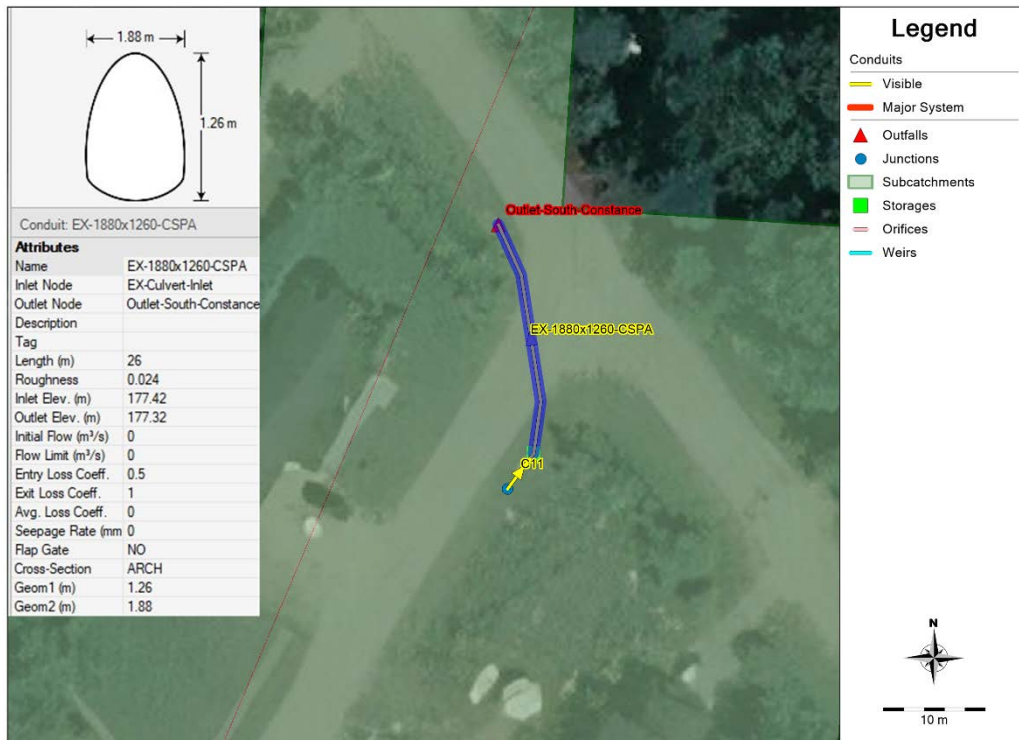 1.88 m
1.26 m
Conduit: EX-1880x1260-CSPA
Attributes
Name EX-1880x1260-CSPA
Inlet Node EX-Culvert-Inlet
Outlet Node Outlet-South-Constance
Description
Tag
Length (m) 26
Roughness 0.024
Inlet Elev. (m) 177.42
Outlet Elev. (m) 177.32
Initial Flow (m³/s) 0
Flow Limit (m³/s) 0
Entry Loss Coeff. 0.5
Exit Loss Coeff. 1
Avg. Loss Coeff. 0
Seepage Rate (mm 0
Flap Gate NO
Cross-Section ARCH
Geom1 (m) 1.26
Geom2 (m) 1.88
Outlet-South-Constance
EX-1880x1260-CSPA
C11
Legend
Conduits
Visible
Major System
Outfalls
Junctions
Subcatchments
Storages
Orifices
Weirs
N
10 m